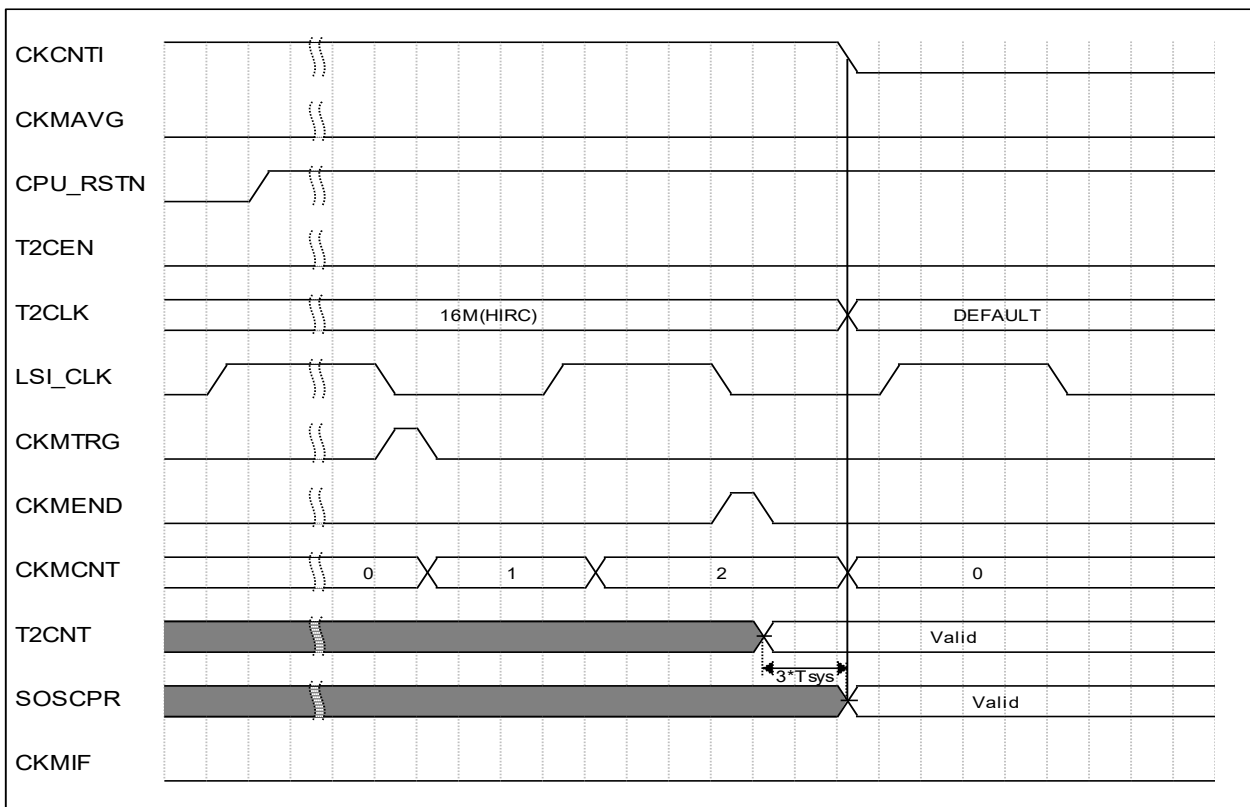 CKCNTI
CKMAVG
CPU_RSTN
T2CEN
T2CLK 16M(HIRC) DEFAULT
LSI_CLK
CKMTRG
CKMEND
CKMCNT 0 1 2 0
T2CNT Valid
3*Tsys
SOSCPR Valid
CKMIF